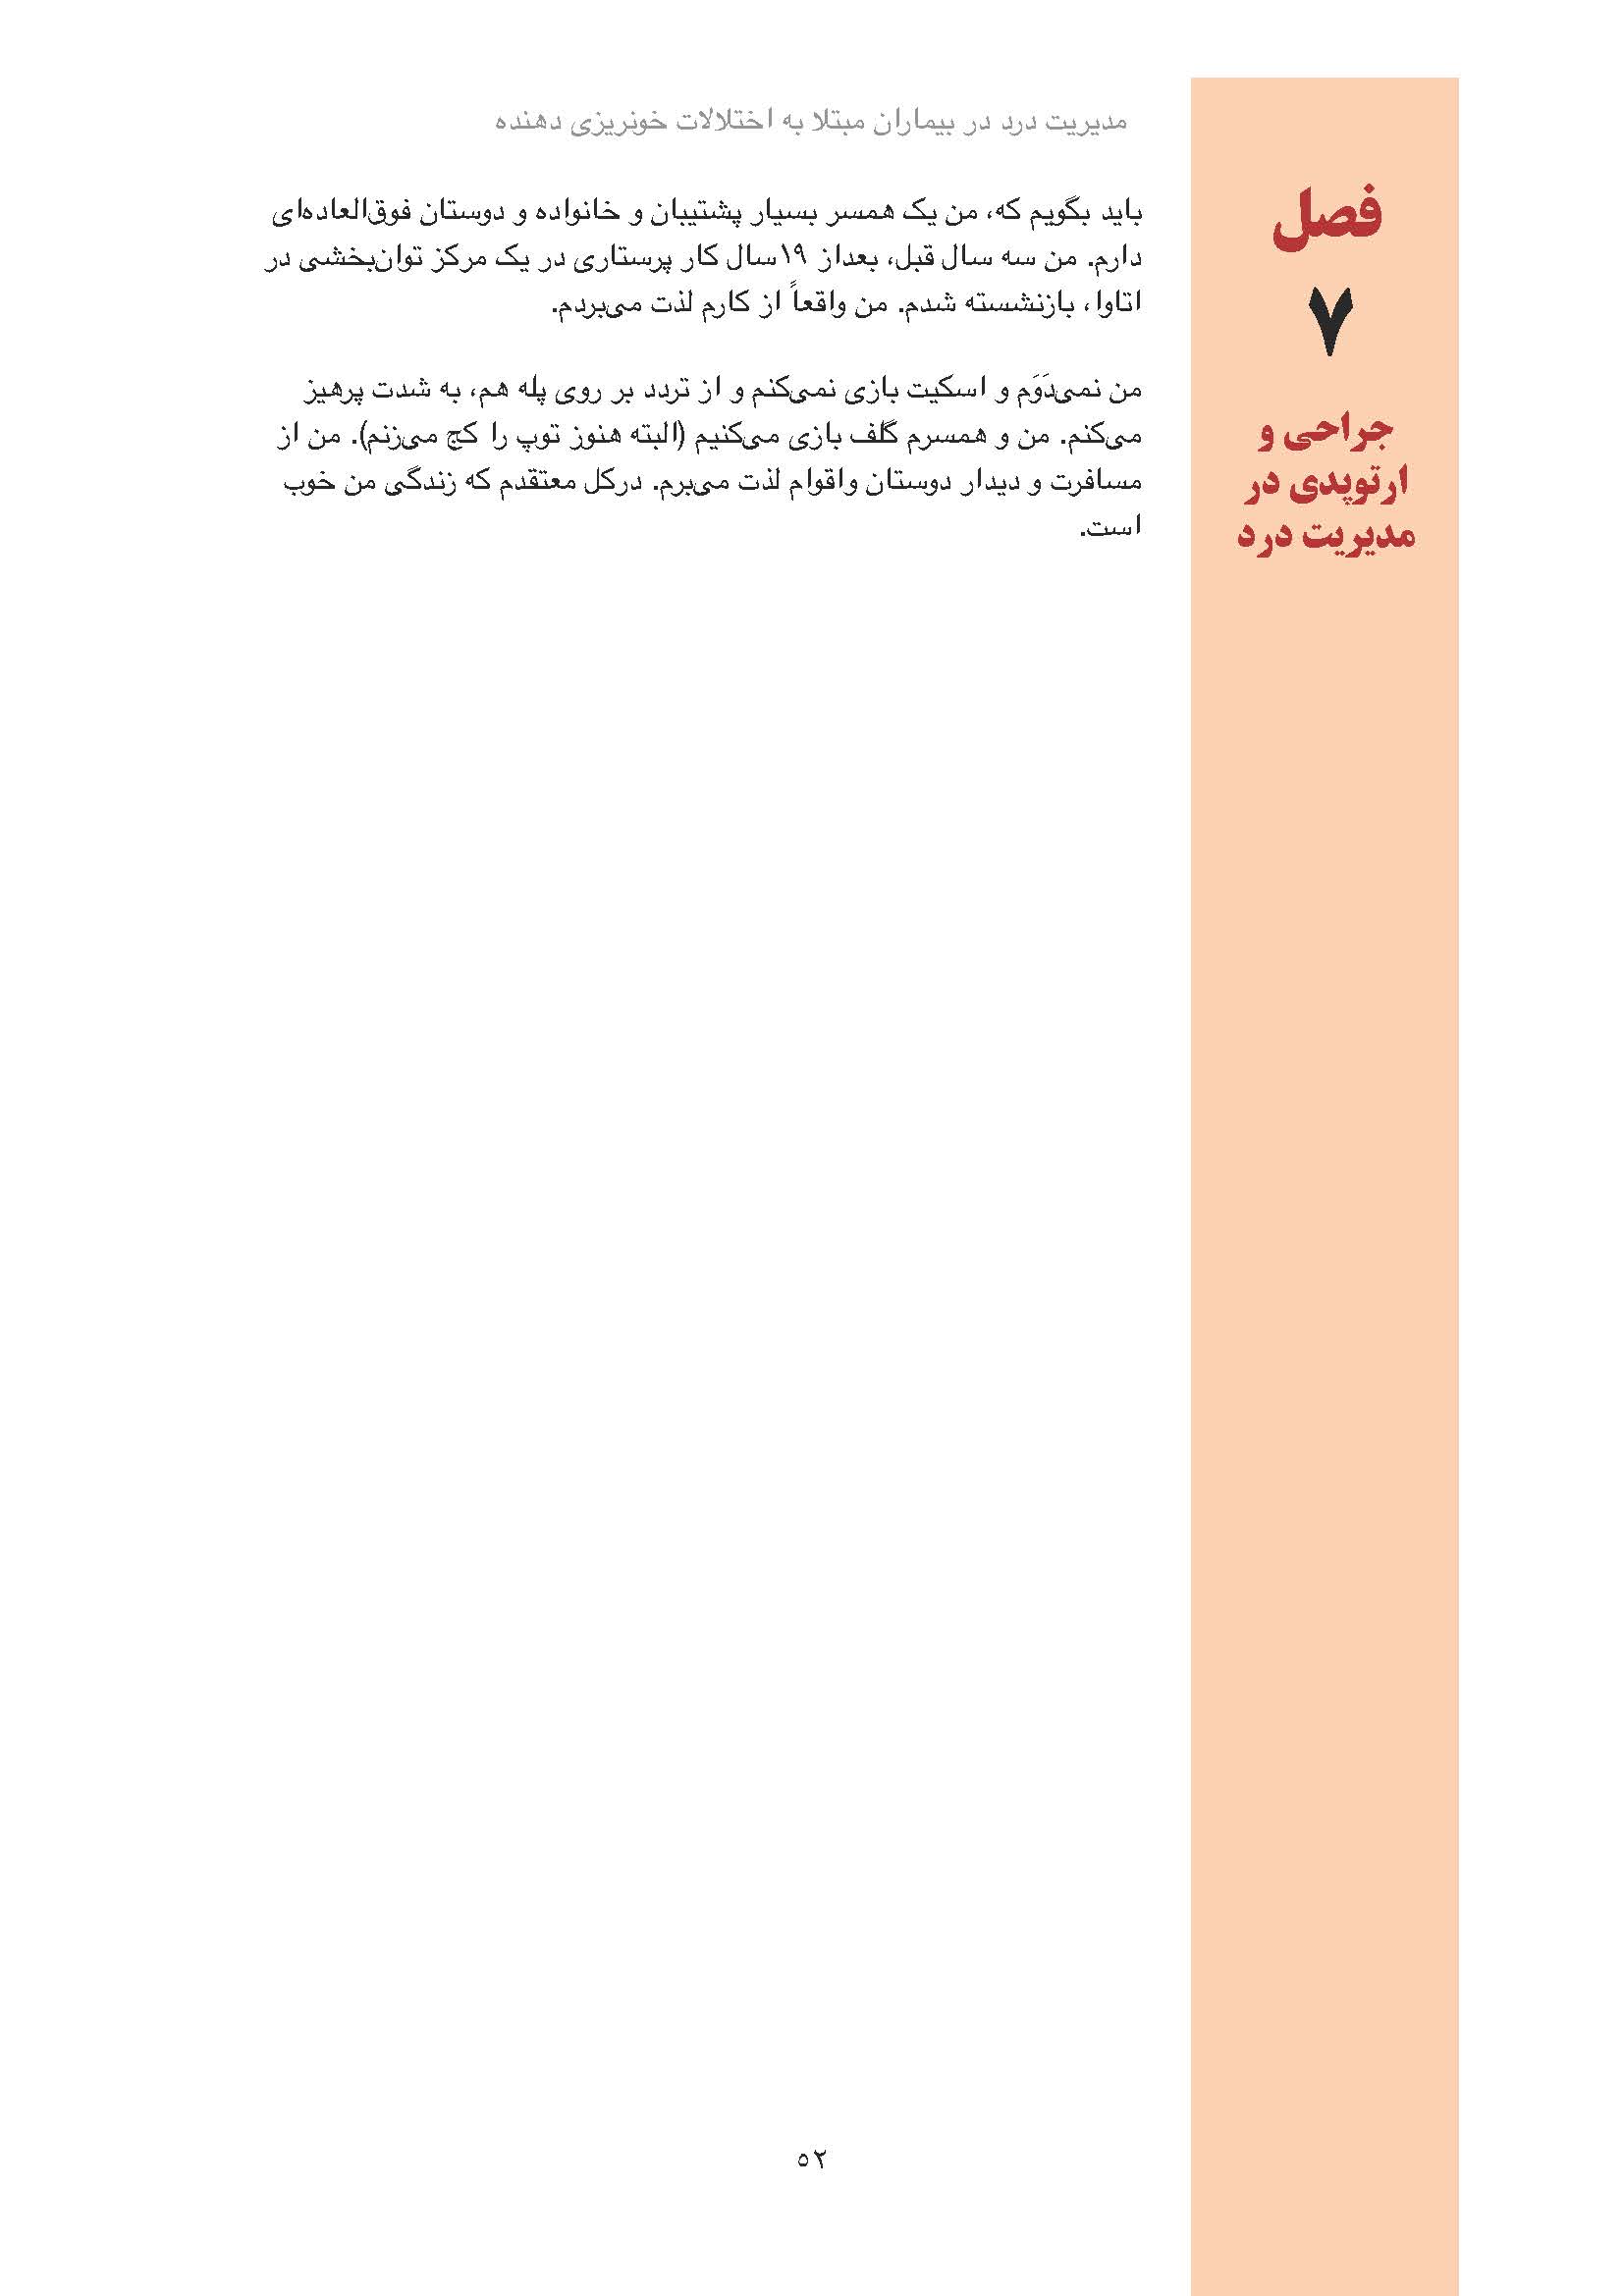 مدیریت درد در بیماران مبتلا به اختلالات خونریزی دهنده
فصل
۷
جراحی و
ارتوپدی در
مدیریت درد
باید بگویم که، من یک همسر بسیار پشتیبان و خانواده و دوستان فوق‌العاده‌ای
دارم. من سه سال قبل، بعداز ۱۹سال کار پرستاری در یک مرکز توان‌بخشی در
اتاوا، بازنشسته شدم. من واقعاً از کارم لذت می‌بردم.
من نمی‌دَوَم و اسکیت بازی نمی‌کنم و از تردد بر روی پله هم، به شدت پرهیز
می‌کنم. من و همسرم گلف بازی می‌کنیم (البته هنوز توپ را کج می‌زنم). من از
مسافرت و دیدار دوستان واقوام لذت می‌برم. درکل معتقدم که زندگی من خوب
است.
۵۲